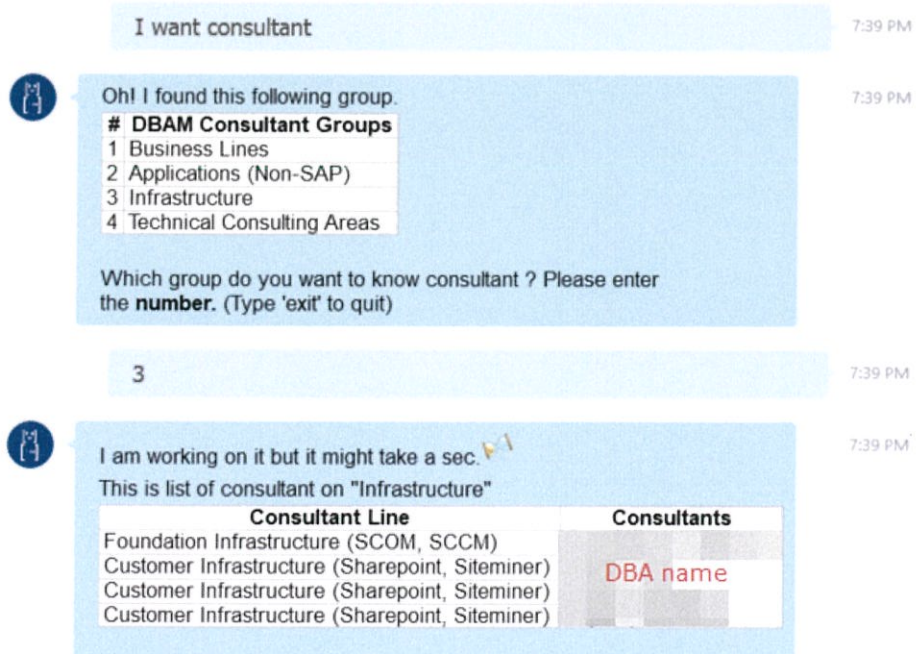 I want consultant 7:39 PM
Oh! I found this following group. 7:39 PM
# DBAM Consultant Groups
1 Business Lines
2 Applications (Non-SAP)
3 Infrastructure
4 Technical Consulting Areas
Which group do you want to know consultant ? Please enter
the number. (Type 'exit' to quit)
3 7:39 PM
I am working on it but it might take a sec. 7:39 PM
This is list of consultant on "Infrastructure"
Consultant Line Consultants
Foundation Infrastructure (SCOM, SCCM)
Customer Infrastructure (Sharepoint, Siteminer) DBA name
Customer Infrastructure (Sharepoint, Siteminer)
Customer Infrastructure (Sharepoint, Siteminer)